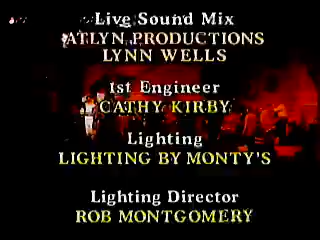 Live Sound Mix
ATLYN PRODUCTIONS
LYNN WELLS
1st Engineer
CATHY KIRBY
Lighting
LIGHTING BY MONTY'S
Lighting Director
ROB MONTGOMERY